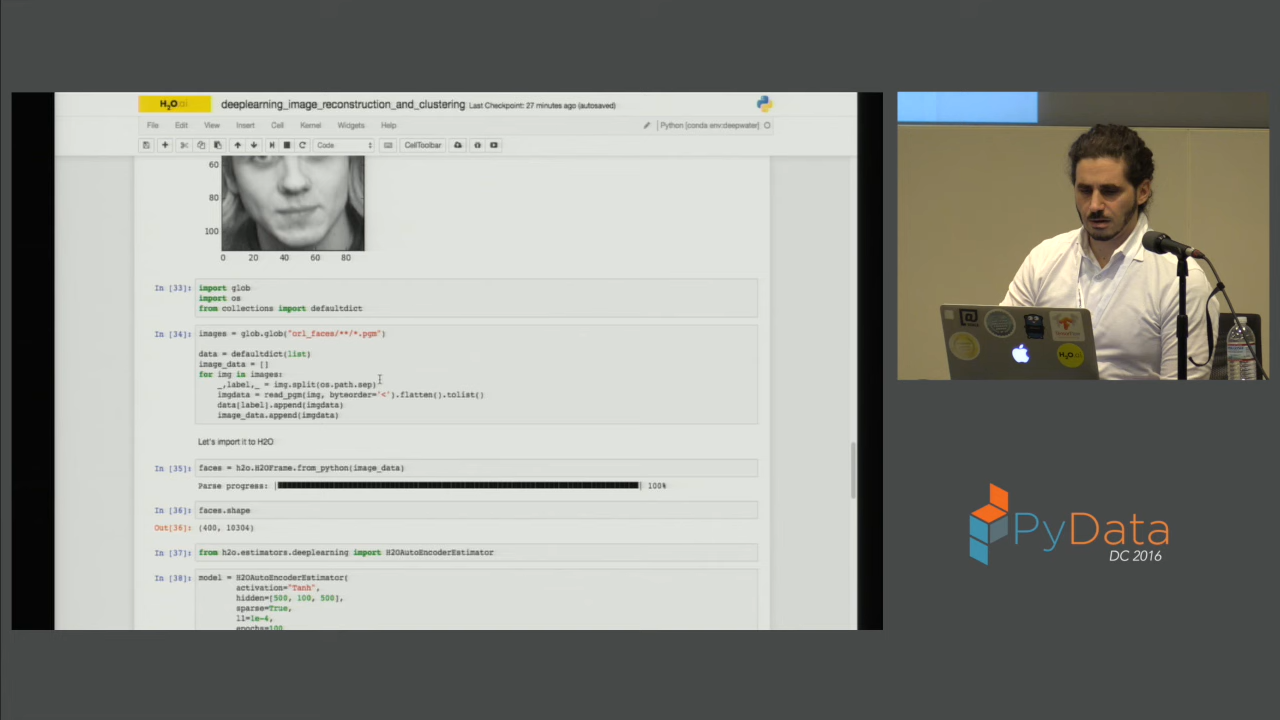 H2O.ai deeplearning_image_reconstruction_and_clustering Last Checkpoint: 27 minutes ago (autosaved)
File Edit View Insert Cell Kernel Widgets Help Python [conda env:deepwater]
Code CellToolbar
60
80
100
0 20 40 60 80
In [33]: import glob
import os
from collections import defaultdict
In [34]: images = glob.glob("orl_faces/**/*.pgm")
data = defaultdict(list)
image_data = []
for img in images:
_,label,_ = img.split(os.path.sep)
imgdata = read_pgm(img, byteorder='<').flatten().tolist()
data[label].append(imgdata)
image_data.append(imgdata)
Let's import it to H2O
In [35]: faces = h2o.H2OFrame.from_python(image_data)
Parse progress: | | 100%
In [36]: faces.shape
Out[36]: (400, 10304)
In [37]: from h2o.estimators.deeplearning import H2OAutoEncoderEstimator
In [38]: model = H2OAutoEncoderEstimator(
activation="Tanh",
hidden=[500, 100, 500],
sparse=True,
l1=1e-4,
epochs=100
H2O.ai
PyData
DC 2016